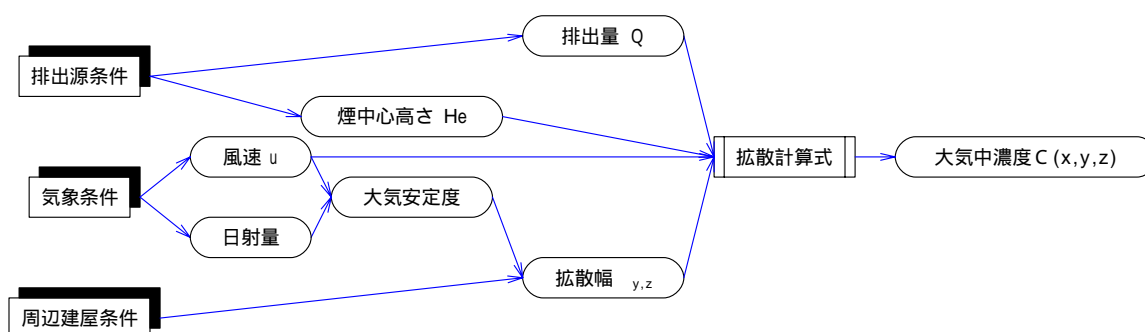 排出量 Q
排出源条件
煙中心高さ He
風速 u
拡散計算式
大気中濃度C(x,y,z)
気象条件
大気安定度
日射量
拡散幅 y,z
周辺建屋条件